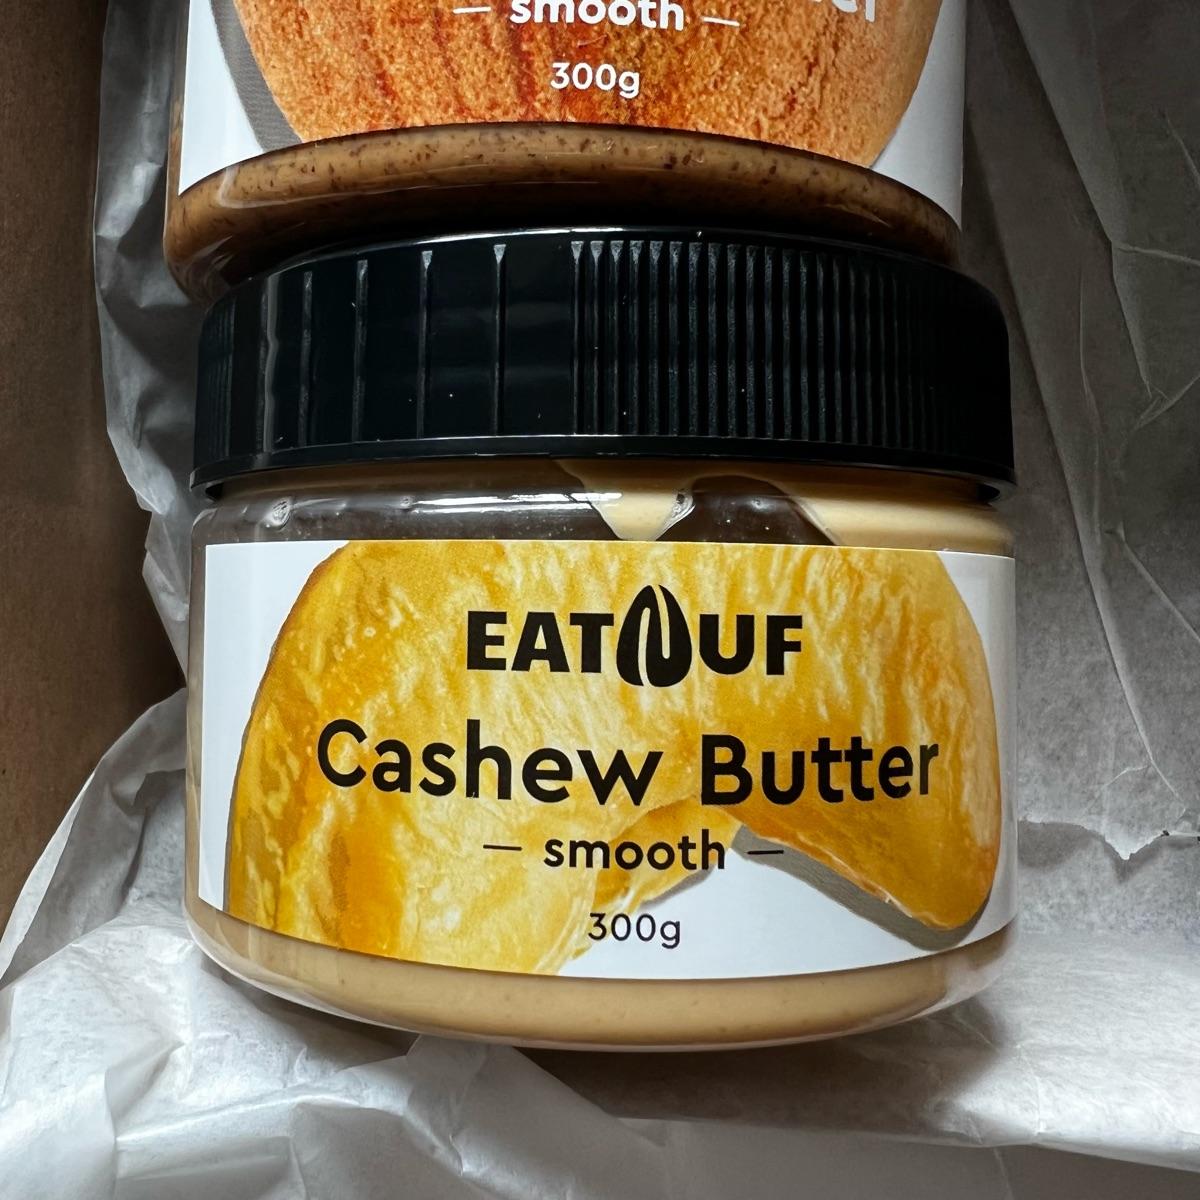 smooth
300g
EATNUF
Cashew Butter
smooth
300g